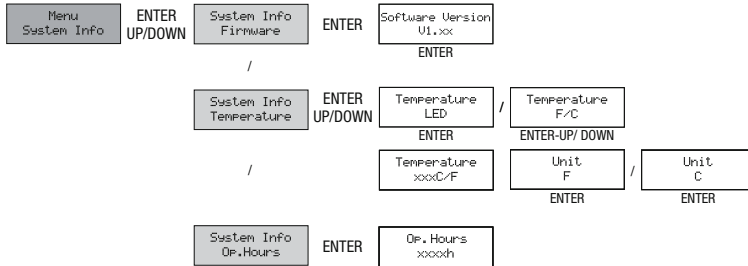 Menu
System Info
ENTER
UP/DOWN
System Info
Firmware
ENTER
Software Version
V1.xx
ENTER
/
System Info
Temperature
ENTER
UP/DOWN
Temperature
LED
ENTER
/
Temperature
F/C
ENTER-UP/ DOWN
/
Temperature
xxxC/F
Unit
F
ENTER
/
Unit
C
ENTER
System Info
Op.Hours
ENTER
Op.Hours
xxxxh